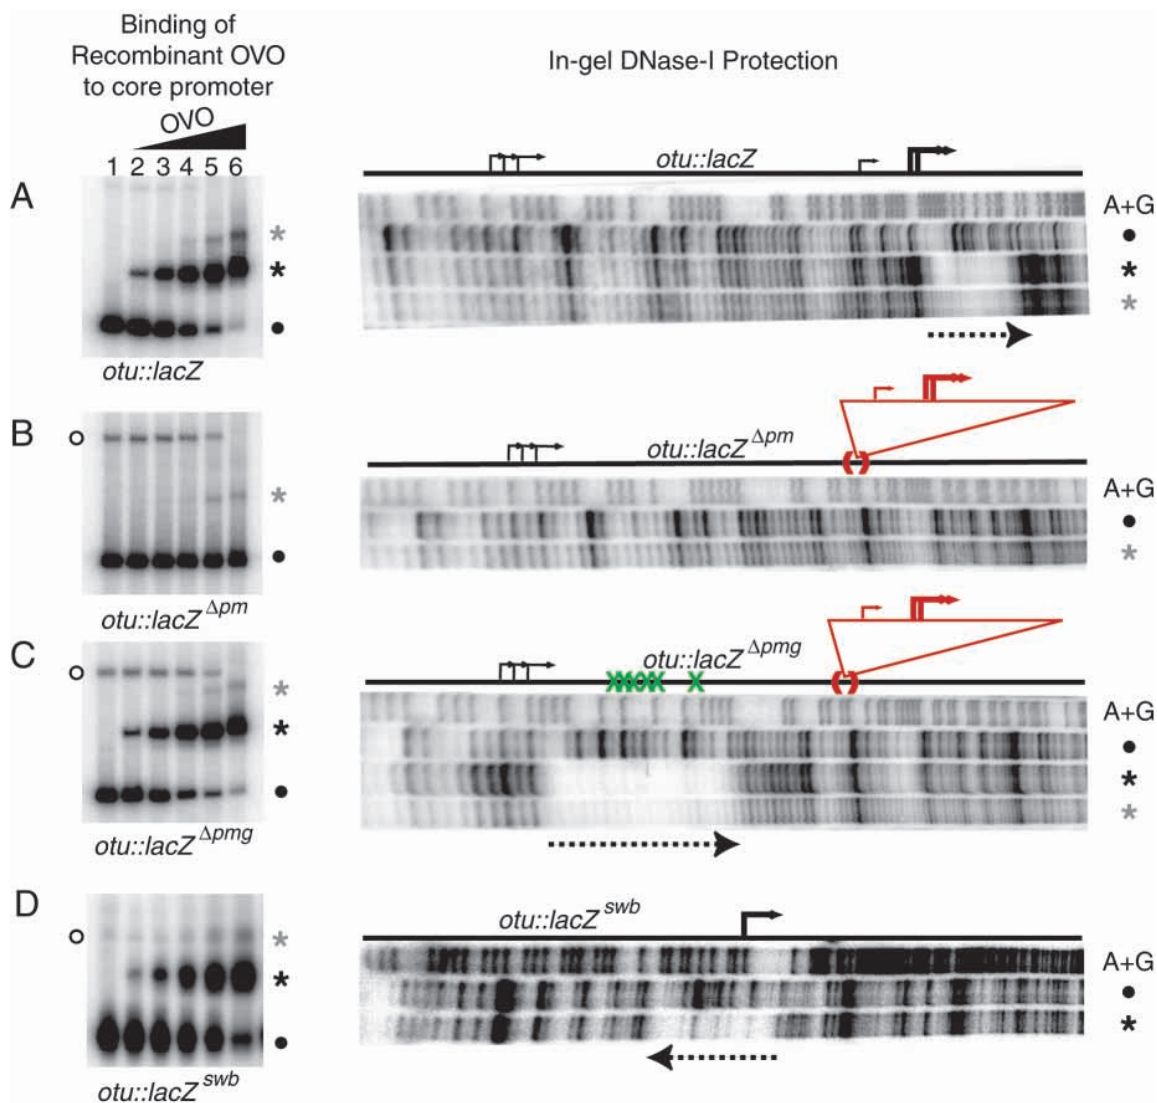 Binding of
Recombinant OVO
to core promoter
In-gel DNase-I Protection
OVO
1 2 3 4 5 6
A
otu::lacZ
A+G
*
*
*
*
otu::lacZ
B
otu::lacZ Δpm
A+G
*
*
otu::lacZ Δpm
C
otu::lacZ Δpmg
XXXXX X
A+G
*
*
*
*
otu::lacZ Δpmg
D
otu::lacZ swb
A+G
*
*
*
otu::lacZ swb